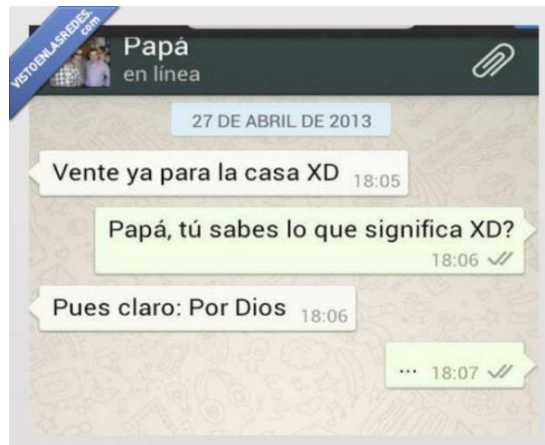 VISTOENLASREDES.
com
Papá
en línea
27 DE ABRIL DE 2013
Vente ya para la casa XD 18:05
Papá, tú sabes lo que significa XD?
18:06
Pues claro: Por Dios 18:06
... 18:07